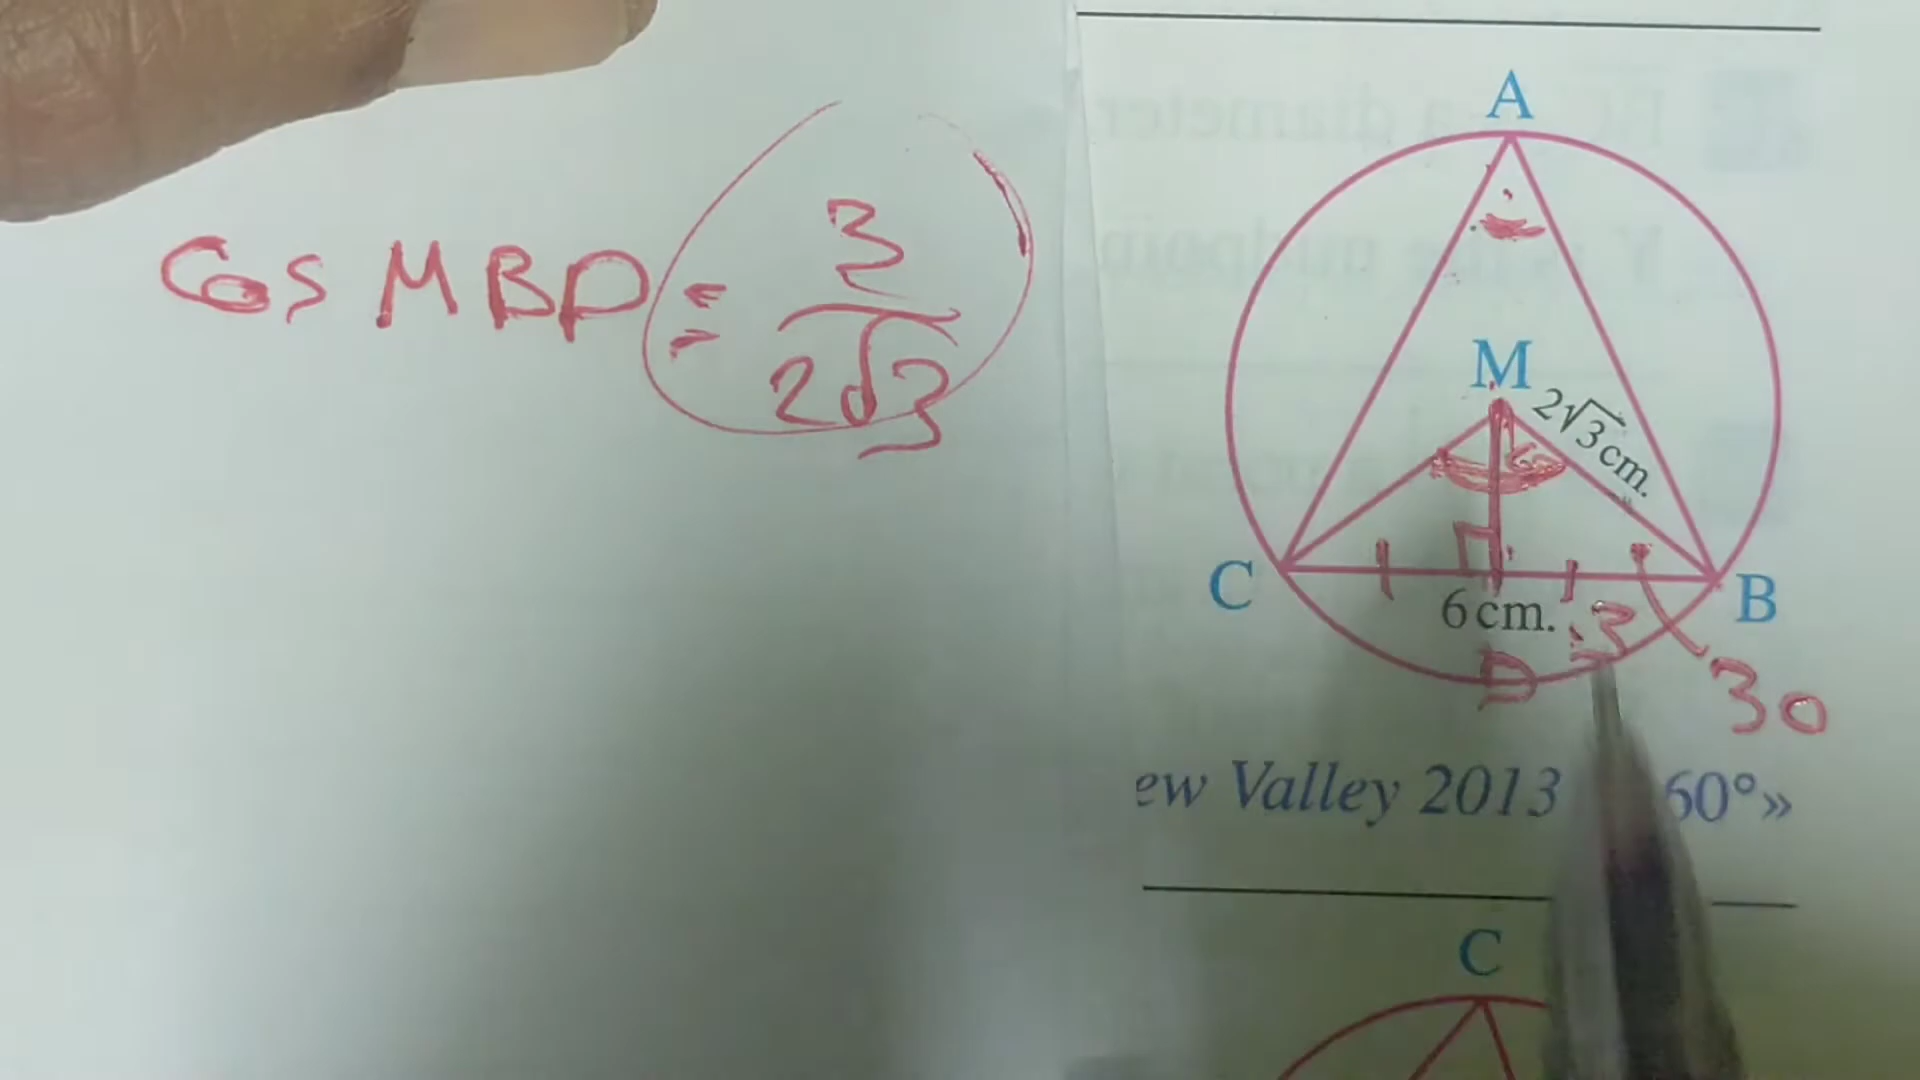 Cos MBD = 3
2√3
A
M
2√3 cm.
C
6 cm.
B
3
D
30
ew Valley 2013
60°»
C